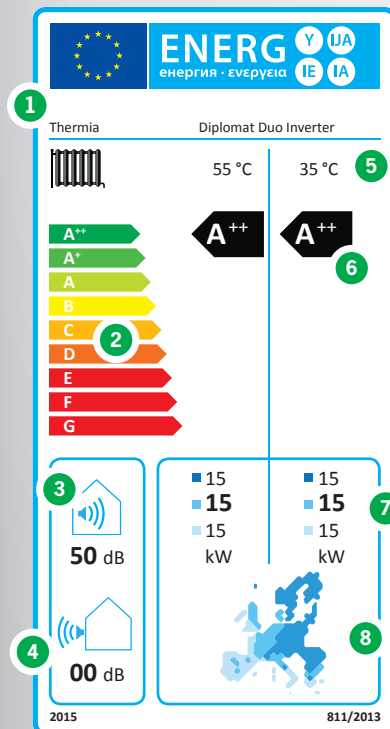 ENERG Y IJA
енергия · ενεργεια IE IA
1
Thermia Diplomat Duo Inverter
55 °C 35 °C 5
A++ A++
6
A++
A+
A
B
C
2
D
E
F
G
3
50 dB
4
00 dB
15 15
15 15 7
15 15
kW kW
8
2015 811/2013